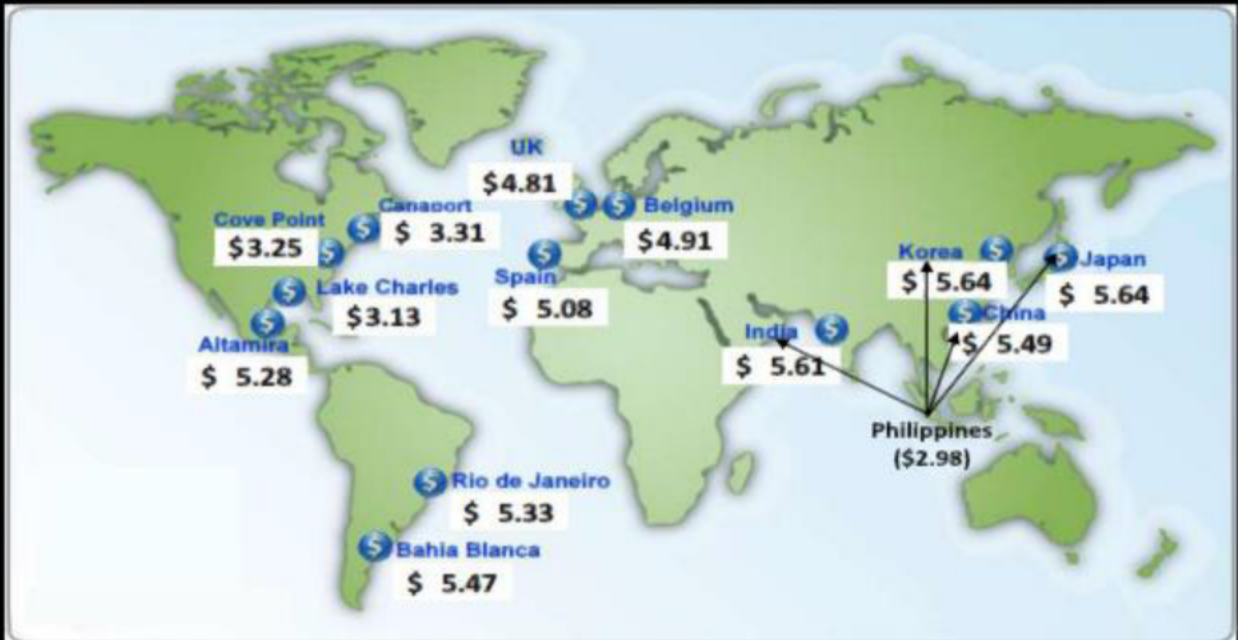 UK
$4.81
Canaport
$ 3.31
Cove Point
$3.25
Belgium
$4.91
Korea
$ 5.64
Japan
$ 5.64
Spain
$ 5.08
Lake Charles
$3.13
China
$ 5.49
India
$ 5.61
Altamira
$ 5.28
Philippines
($2.98)
Rio de Janeiro
$ 5.33
Bahia Blanca
$ 5.47